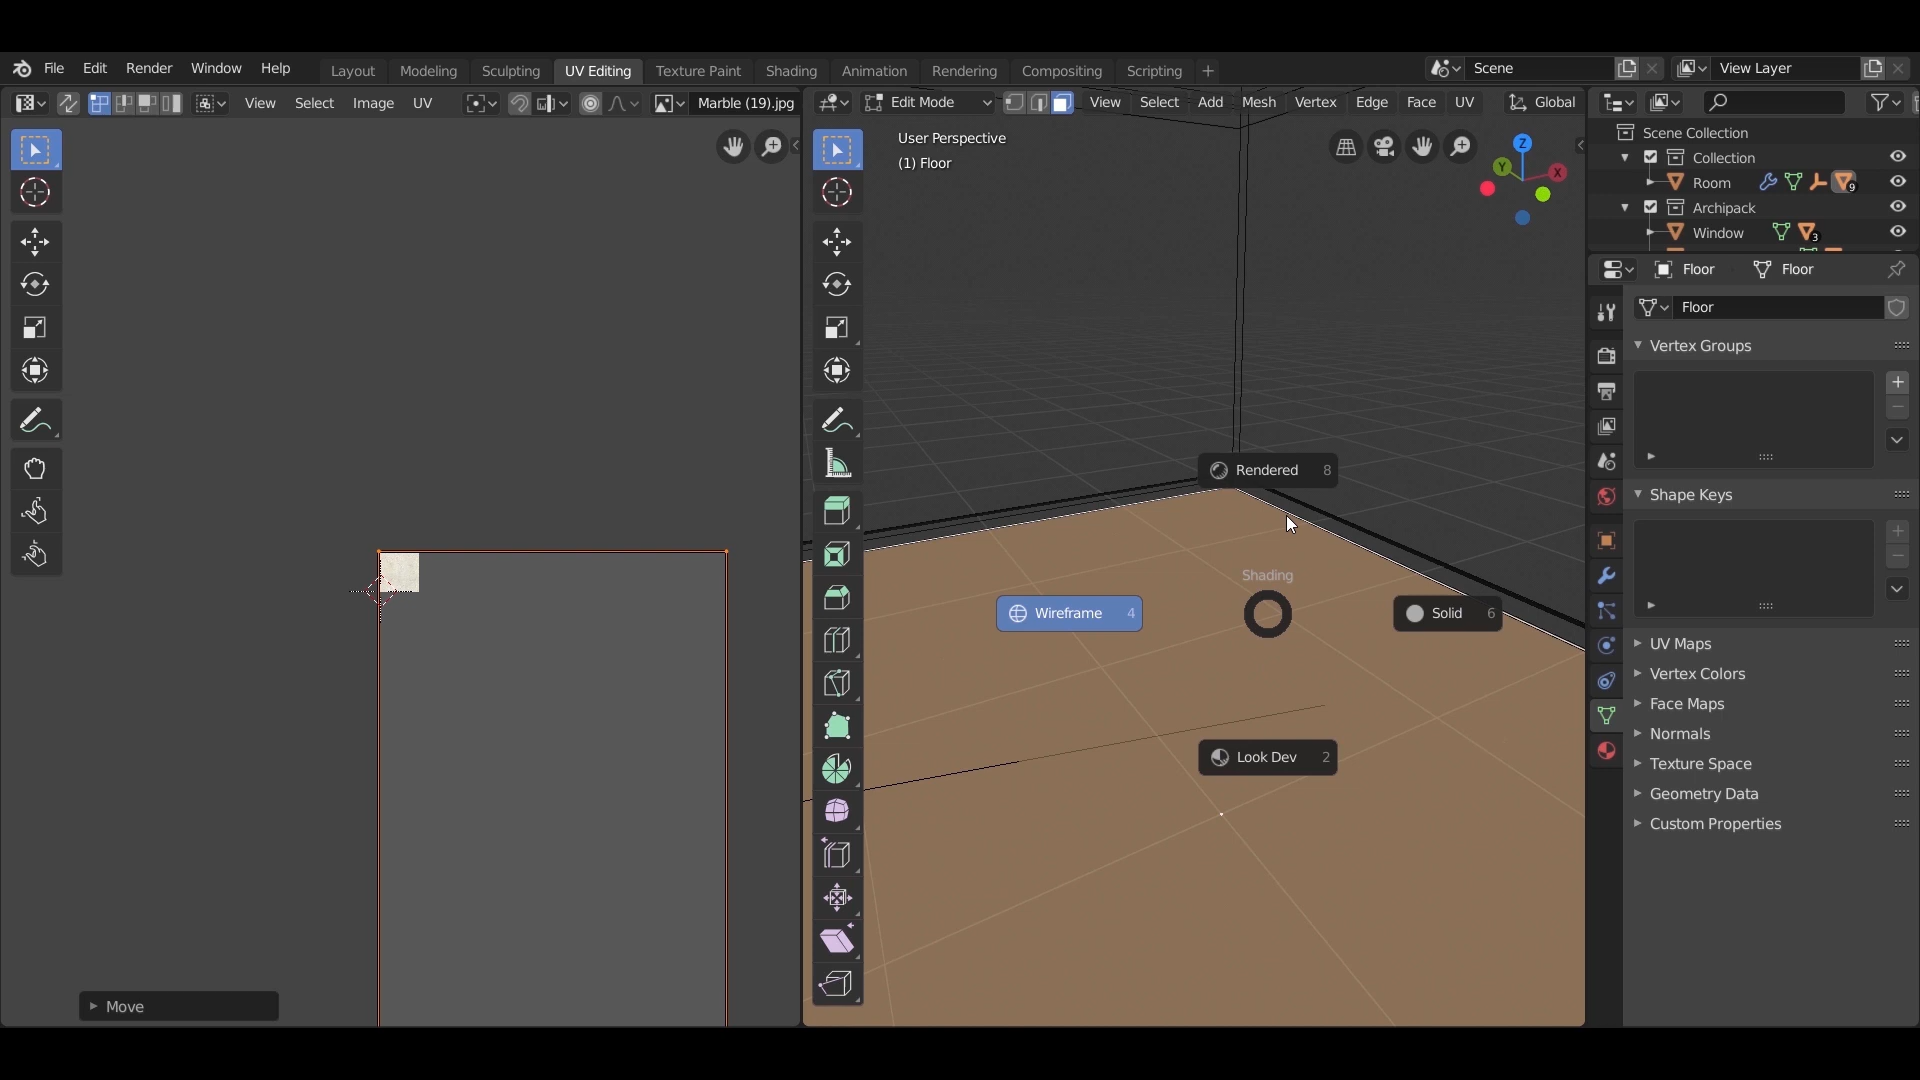 File Edit Render Window Help Layout Modeling Sculpting UV Editing Texture Paint Shading Animation Rendering Compositing Scripting + Scene View Layer
View Select Image UV Marble (19).jpg Edit Mode View Select Add Mesh Vertex Edge Face UV Global
User Perspective
(1) Floor
Z
Y
X
Scene Collection
Collection
Room 9
Archipack
Window 3
Floor Floor
Floor
Vertex Groups
Shape Keys
Rendered 8
Shading
Wireframe 4
Solid 6
Look Dev 2
UV Maps
Vertex Colors
Face Maps
Normals
Texture Space
Geometry Data
Custom Properties
Move